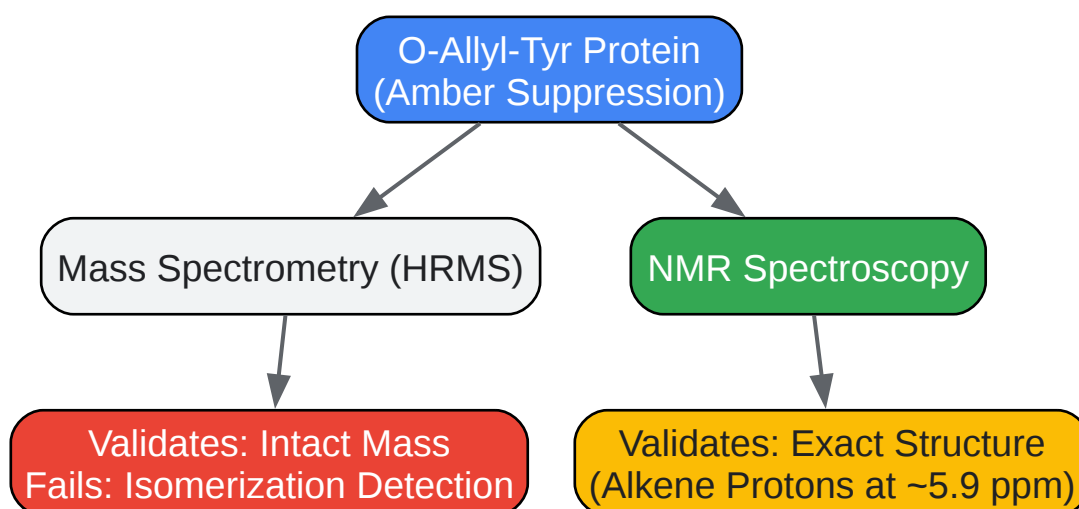 O-Allyl-Tyr Protein
(Amber Suppression)
Mass Spectrometry (HRMS)
NMR Spectroscopy
Validates: Intact Mass
Fails: Isomerization Detection
Validates: Exact Structure
(Alkene Protons at ~5.9 ppm)